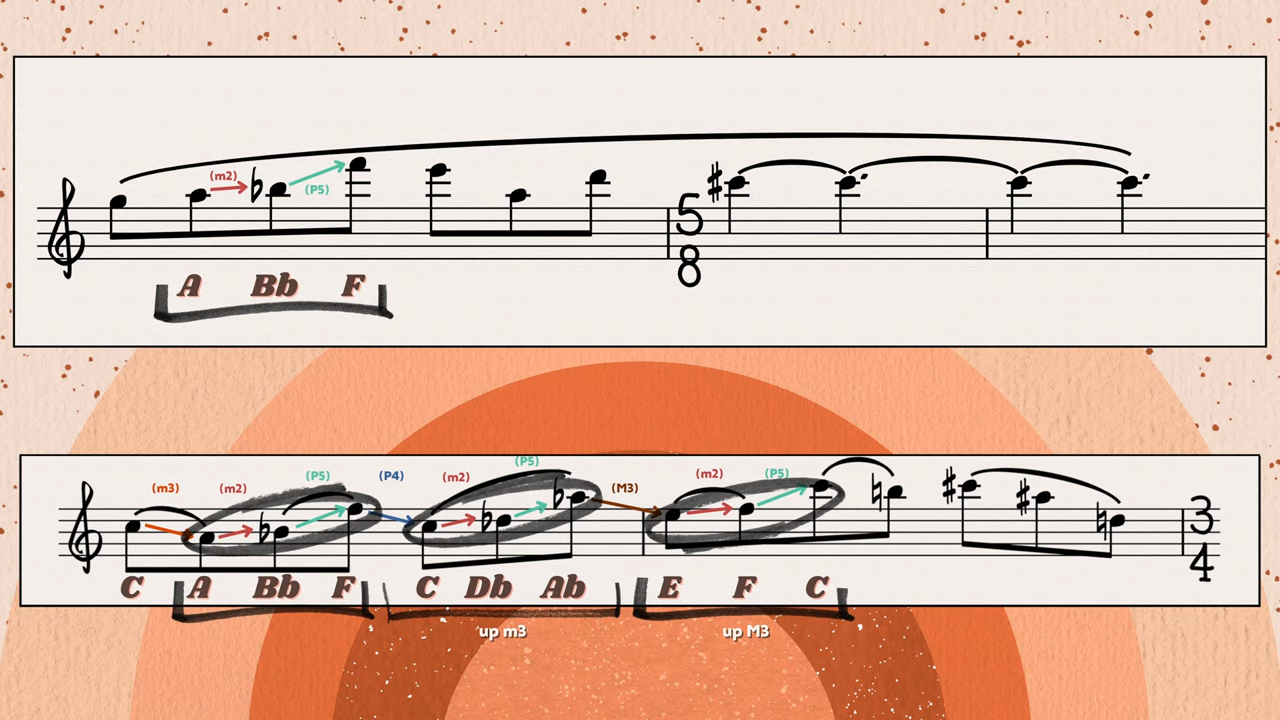 (m2)
(P5)
5
8
A Bb F
(P5)
(m3) (m2) (P5) (P4) (m2) (M3) (m2) (P5)
3
4
C A Bb F C Db Ab E F C
up m3 up M3